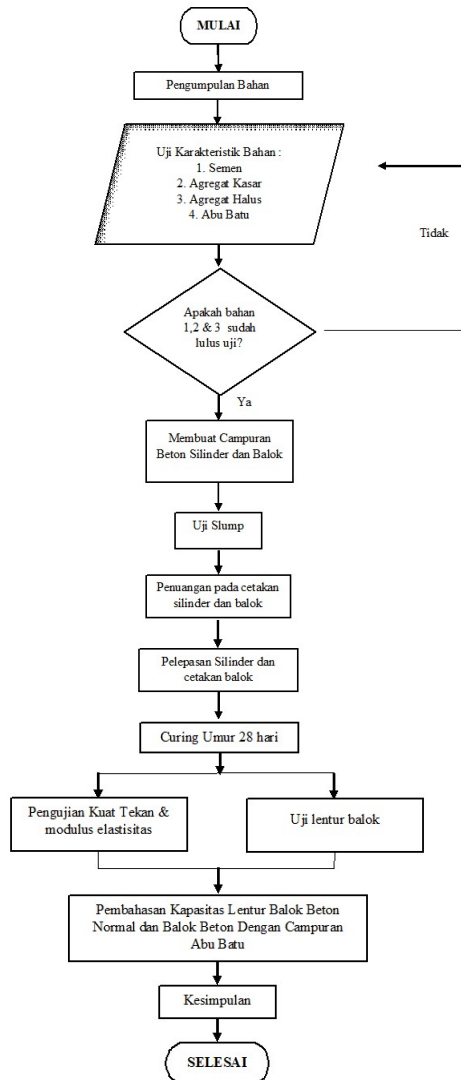 MULAI
Pengumpulan Bahan
Uji Karakteristik Bahan :
1. Semen
2. Agregat Kasar
3. Agregat Halus
4. Abu Batu
Tidak
Apakah bahan
1,2 & 3 sudah
lulus uji?
Ya
Membuat Campuran
Beton Silinder dan Balok
Uji Slump
Penuangan pada cetakan
silinder dan balok
Pelepasan Silinder dan
cetakan balok
Curing Umur 28 hari
Pengujian Kuat Tekan &
modulus elastisitas
Uji lentur balok
Pembahasan Kapasitas Lentur Balok Beton
Normal dan Balok Beton Dengan Campuran
Abu Batu
Kesimpulan
SELESAI